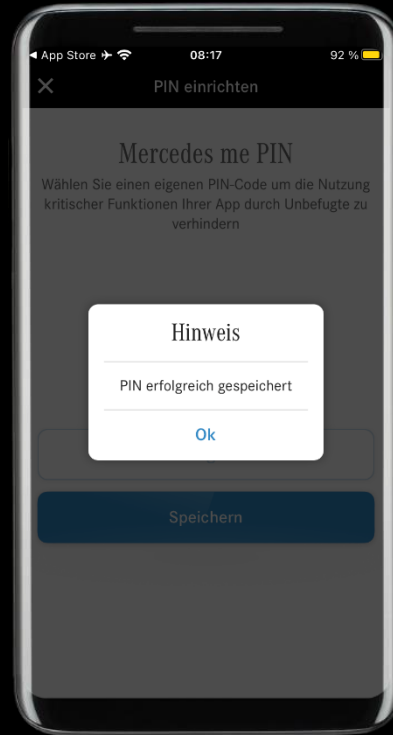 App Store 08:17 92 %
PIN einrichten
Mercedes me PIN
Wählen Sie einen eigenen PIN-Code um die Nutzung
kritischer Funktionen Ihrer App durch Unbefugte zu
verhindern
Hinweis
PIN erfolgreich gespeichert
Ok
Speichern